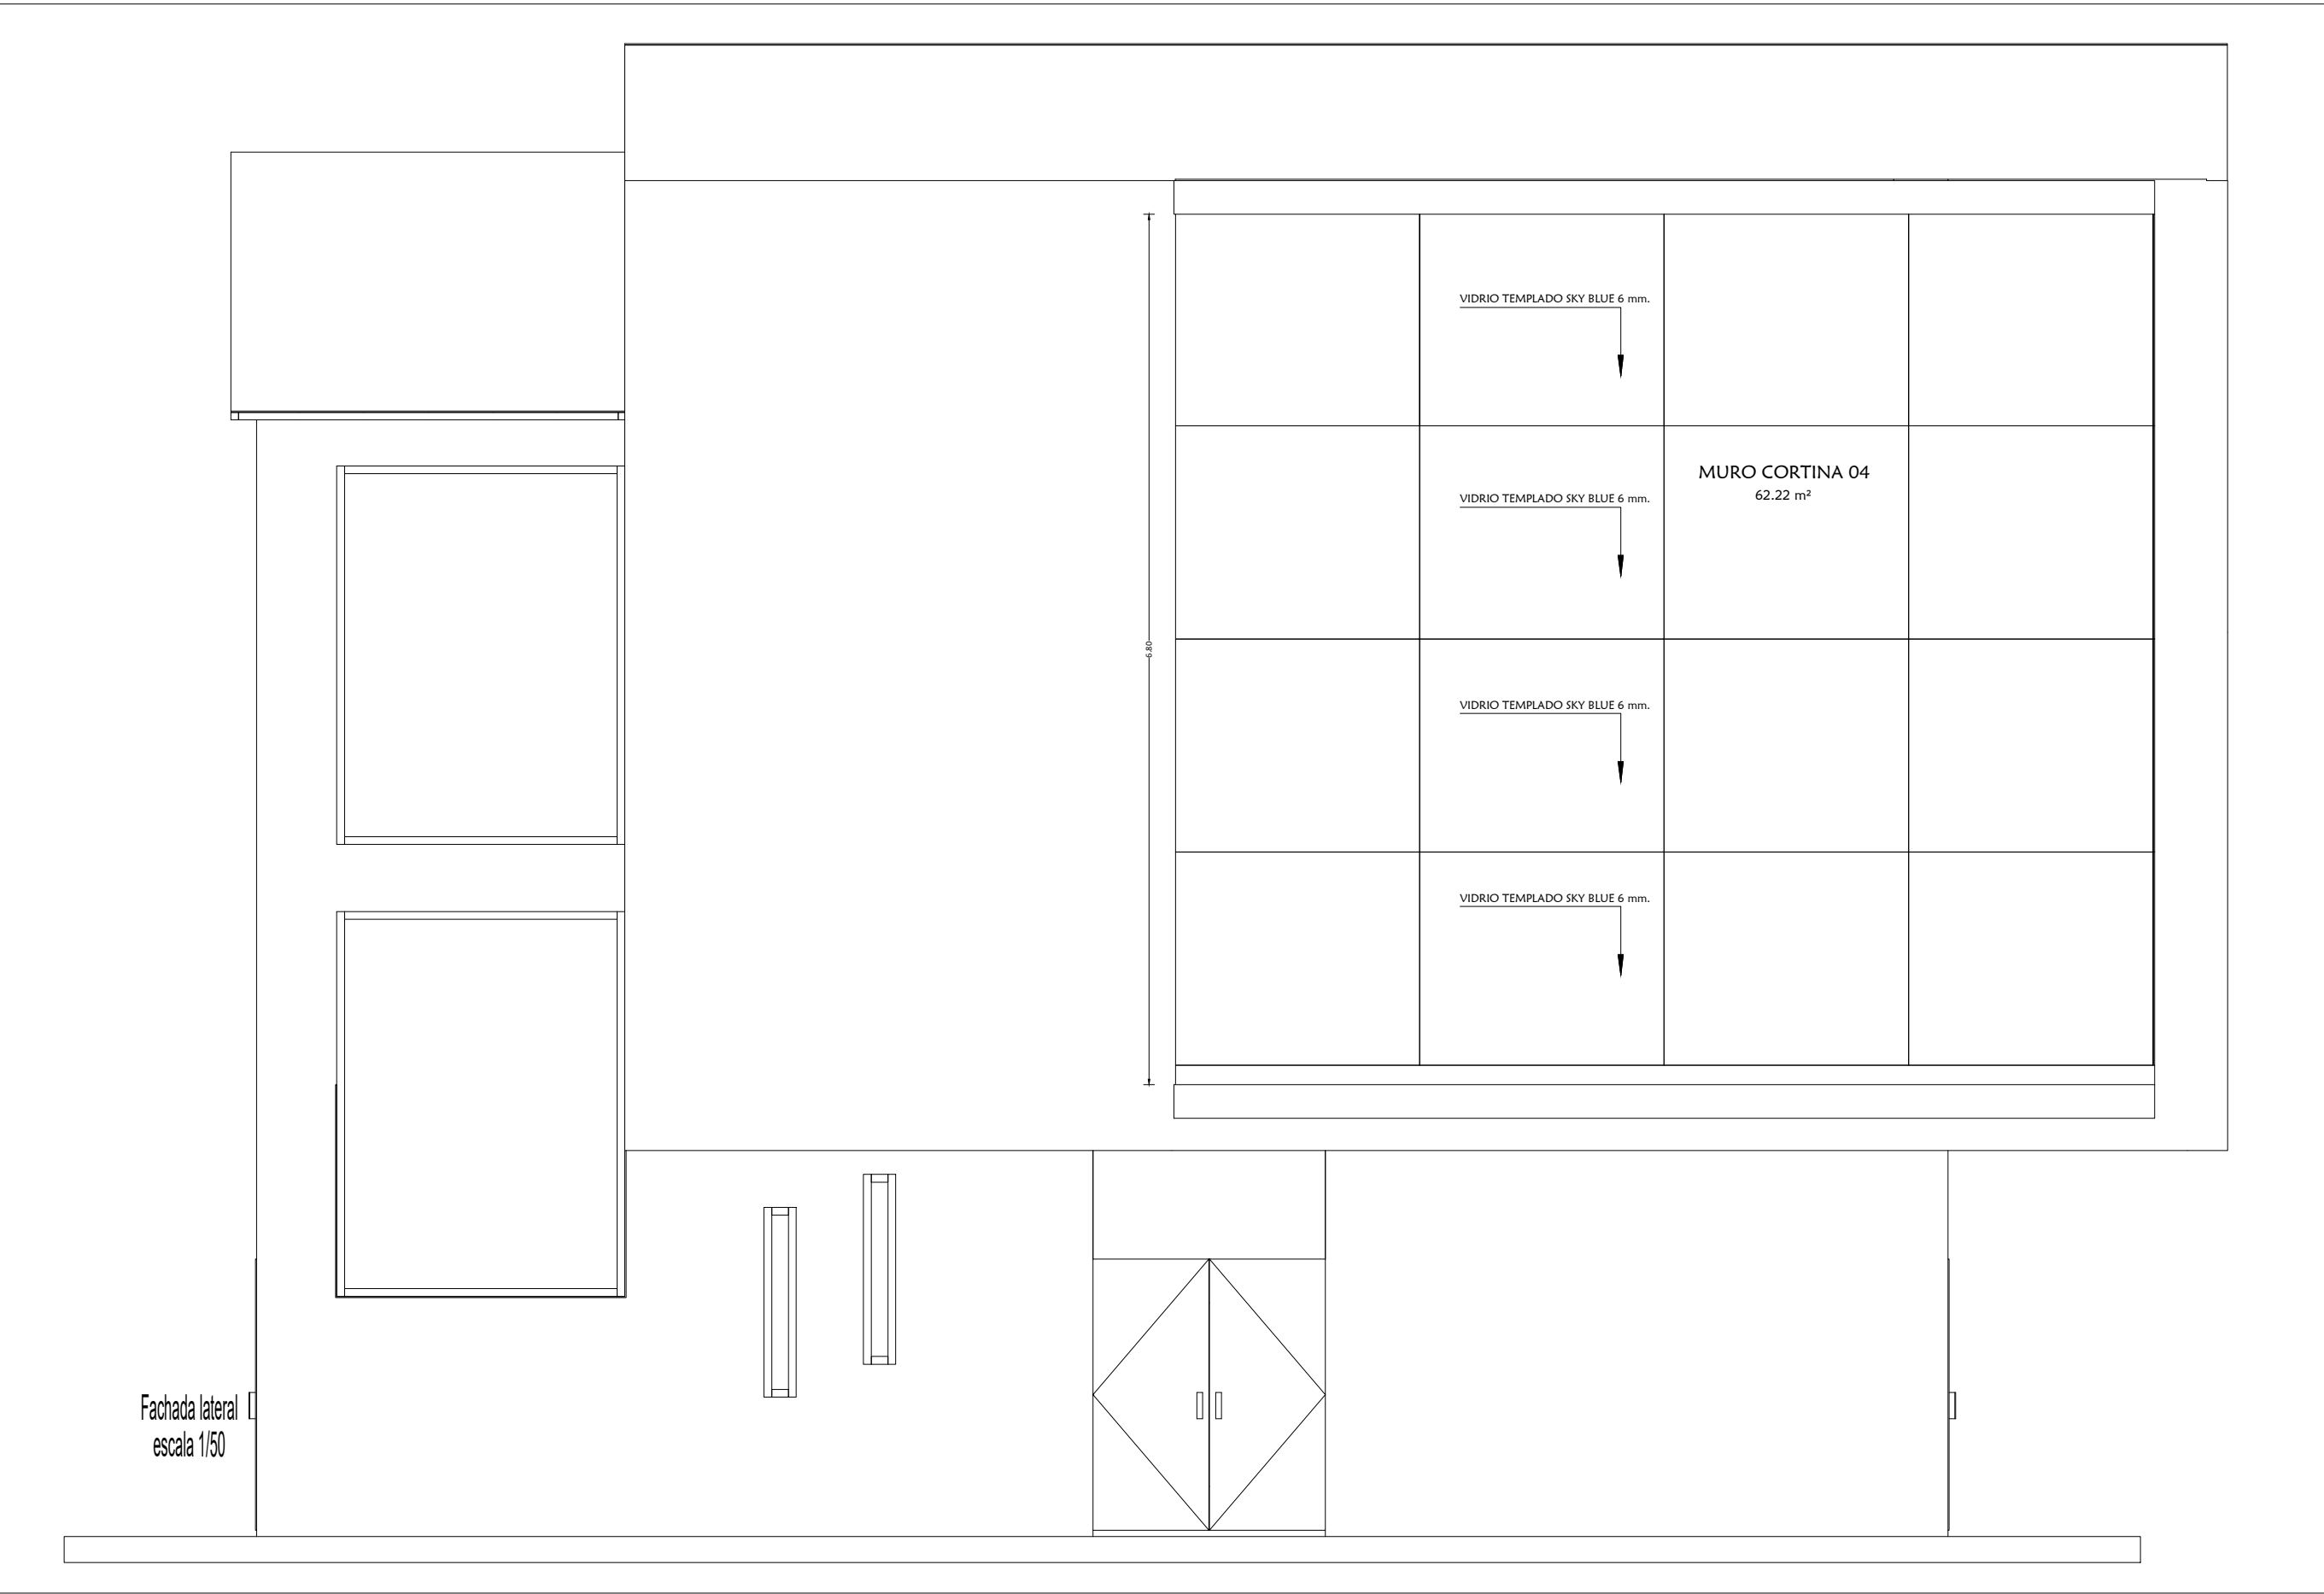 VIDRIO TEMPLADO SKY BLUE 6 mm.
MURO CORTINA 04
62.22 m²
VIDRIO TEMPLADO SKY BLUE 6 mm.
6.80
VIDRIO TEMPLADO SKY BLUE 6 mm.
VIDRIO TEMPLADO SKY BLUE 6 mm.
Fachada lateral
escala 1/50